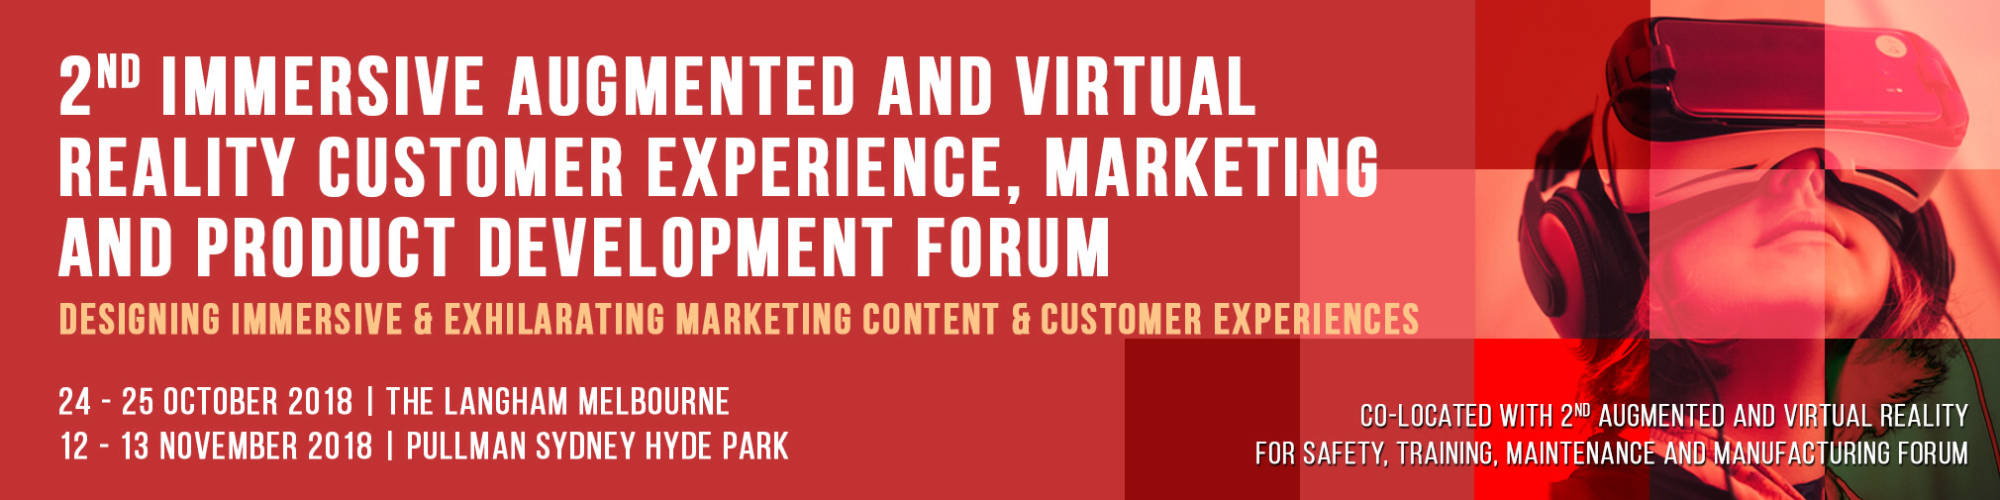 2ND IMMERSIVE AUGMENTED AND VIRTUAL
REALITY CUSTOMER EXPERIENCE, MARKETING
AND PRODUCT DEVELOPMENT FORUM
DESIGNING IMMERSIVE & EXHILARATING MARKETING CONTENT & CUSTOMER EXPERIENCES
24 - 25 OCTOBER 2018 | THE LANGHAM MELBOURNE
12 - 13 NOVEMBER 2018 | PULLMAN SYDNEY HYDE PARK
CO-LOCATED WITH 2ND AUGMENTED AND VIRTUAL REALITY
FOR SAFETY, TRAINING, MAINTENANCE AND MANUFACTURING FORUM